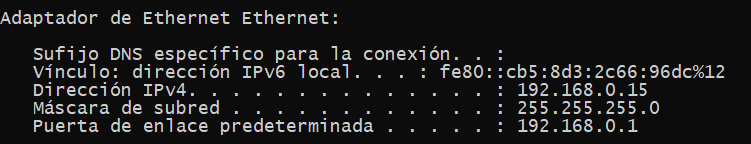 Adaptador de Ethernet Ethernet:
Sufijo DNS específico para la conexión. . :
Vínculo: dirección IPv6 local. . . : fe80::cb5:8d3:2c66:96dc%12
Dirección IPv4. . . . . . . . . . . . . . : 192.168.0.15
Máscara de subred . . . . . . . . . . . . : 255.255.255.0
Puerta de enlace predeterminada . . . . . : 192.168.0.1